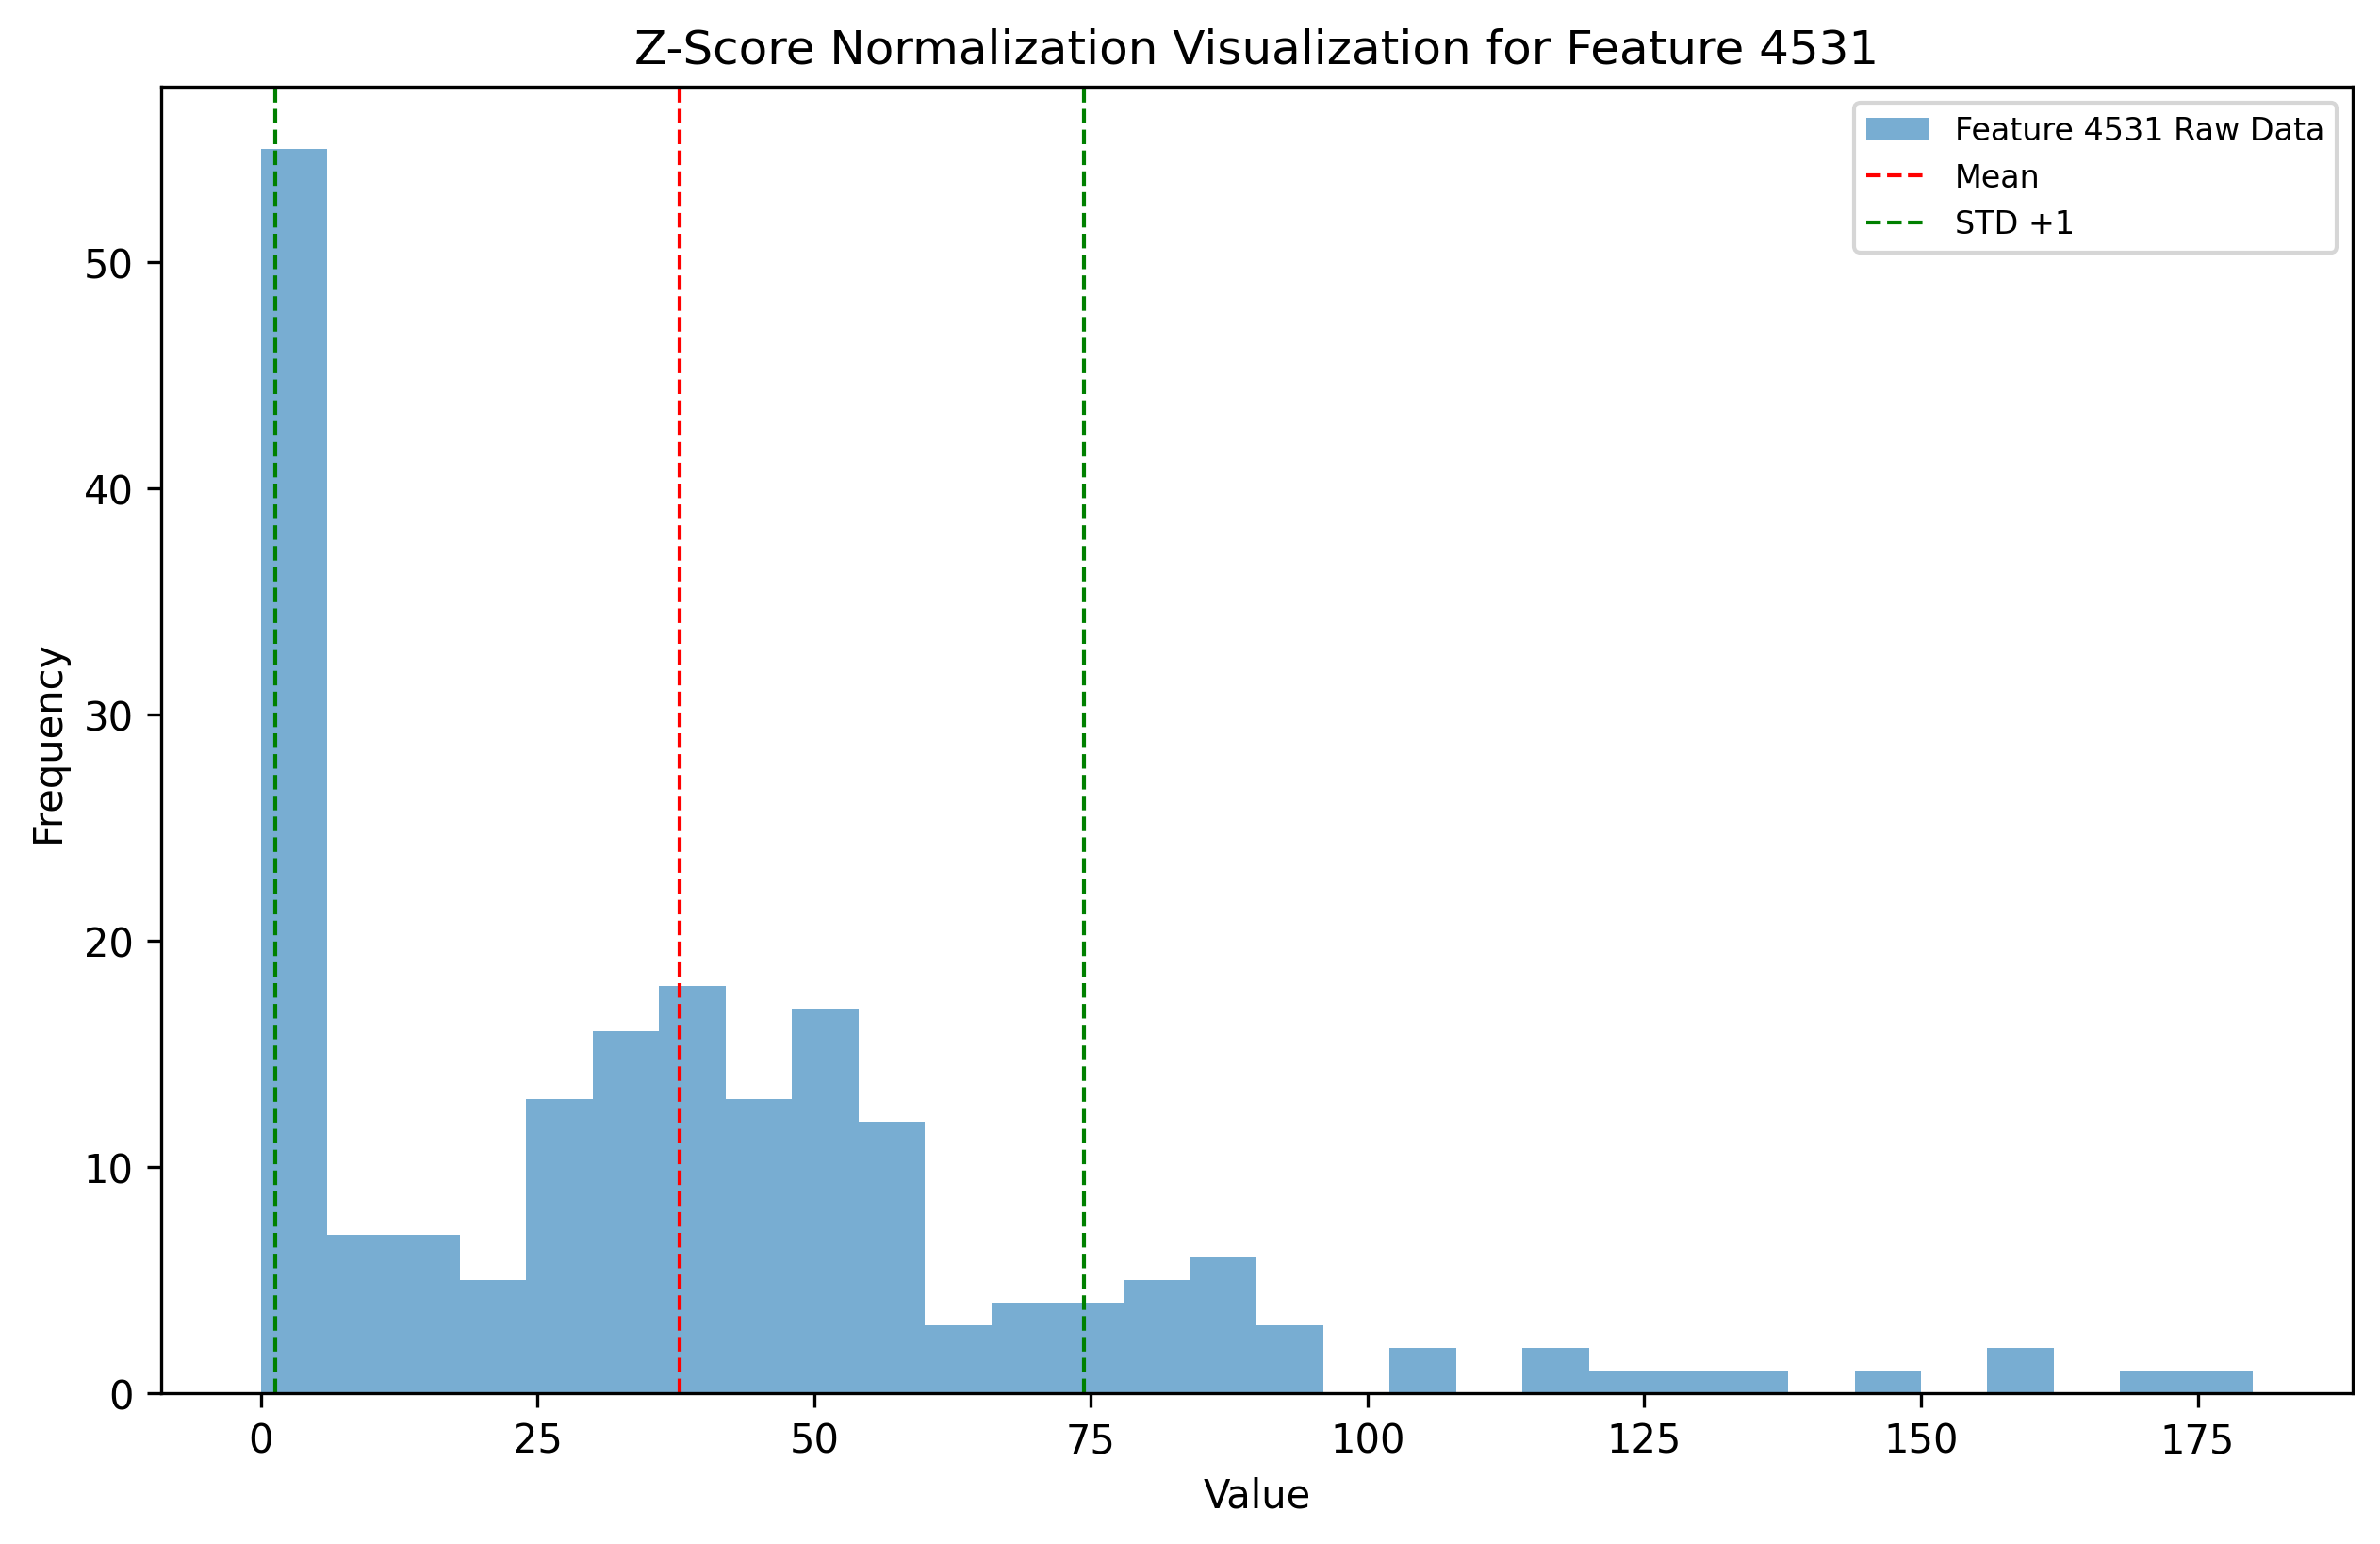 Z-Score Normalization Visualization for Feature 4531
Feature 4531 Raw Data
Mean
STD +1
50
40
30
20
10
0
Frequency
0 25 50 75 100 125 150 175
Value